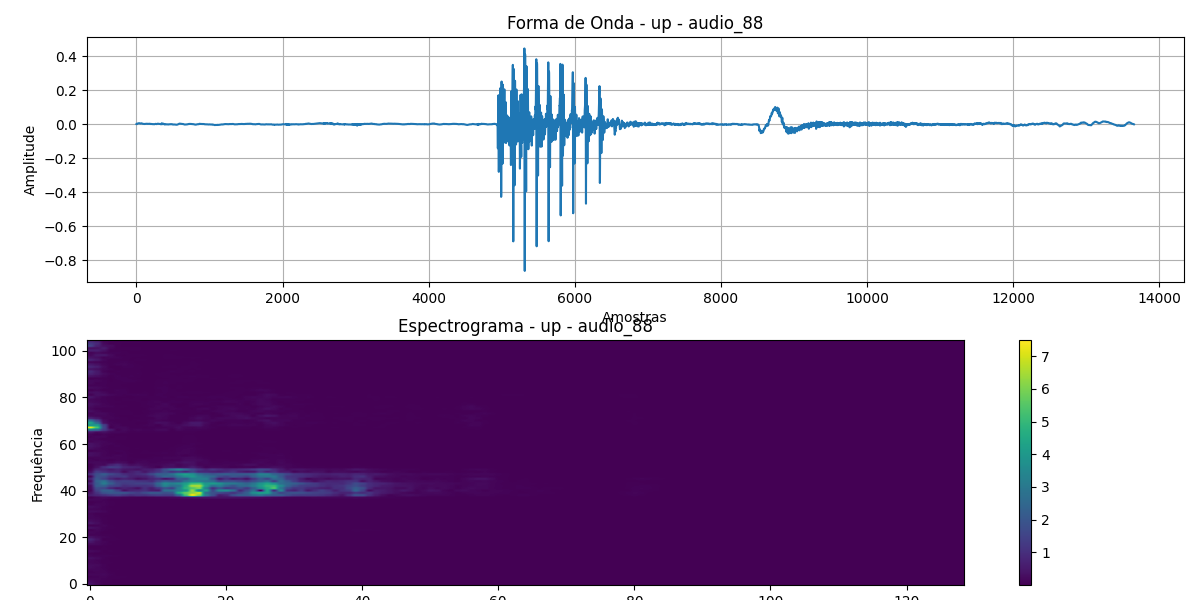 Forma de Onda - up - audio_88
Amplitude
0.4
0.2
0.0
−0.2
−0.4
−0.6
−0.8
0 2000 4000 6000 8000 10000 12000 14000
Amostras
Espectrograma - up - audio_88
Frequência
100
80
60
40
20
0
0 20 40 60 80 100 120
7
6
5
4
3
2
1